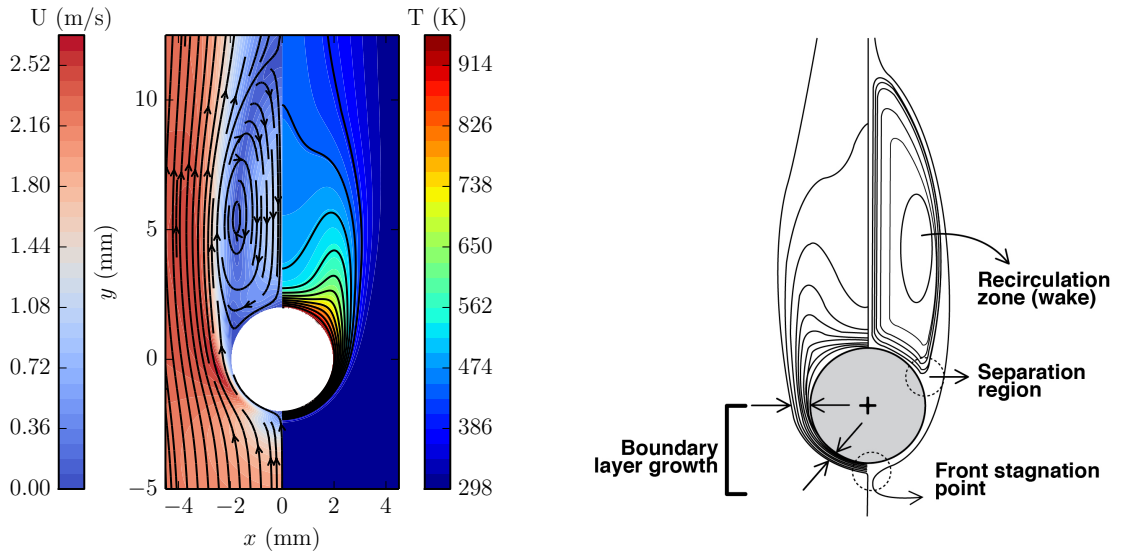 U (m/s)
T (K)
2.52
2.16
1.80
1.44
1.08
0.72
0.36
0.00
y (mm)
10
5
0
−5
−4
−2
0
2
4
x (mm)
914
826
738
650
562
474
386
298
Recirculation
zone (wake)
Separation
region
Boundary
layer growth
Front stagnation
point